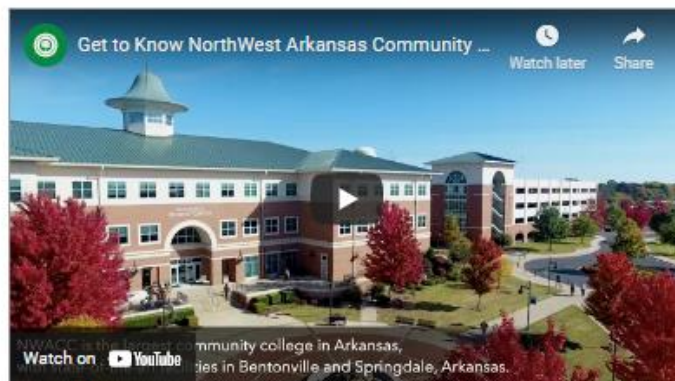 Get to Know NorthWest Arkansas Community ...
Watch later
Share
NWACC is the largest community college in Arkansas,
Watch on YouTube
ities in Bentonville and Springdale, Arkansas.